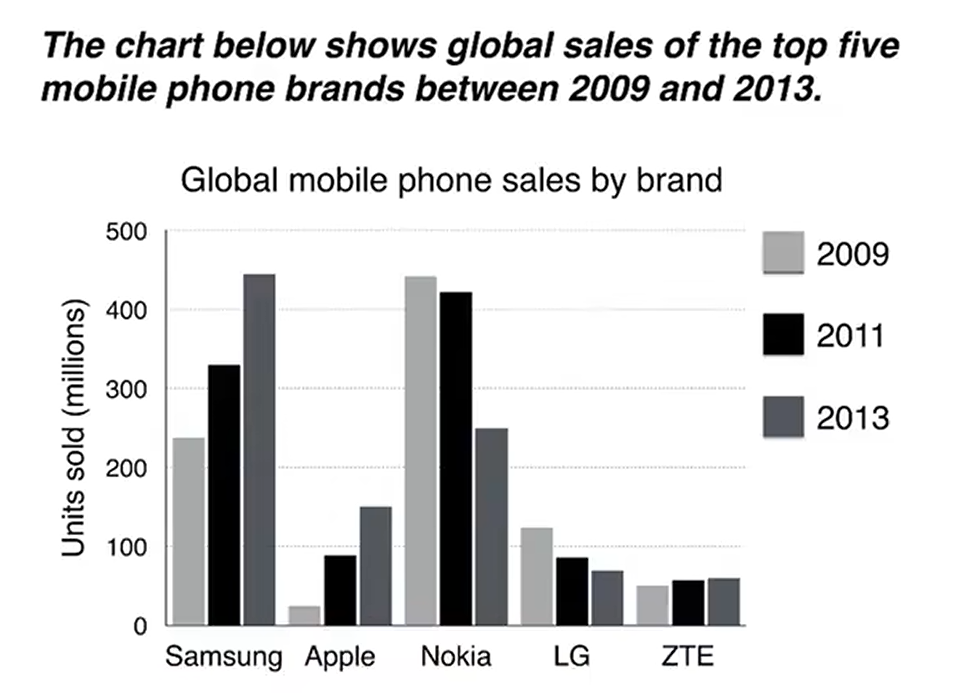 The chart below shows global sales of the top five
mobile phone brands between 2009 and 2013.
Global mobile phone sales by brand
Units sold (millions)
500
400
300
200
100
0
Samsung Apple Nokia LG ZTE
2009
2011
2013